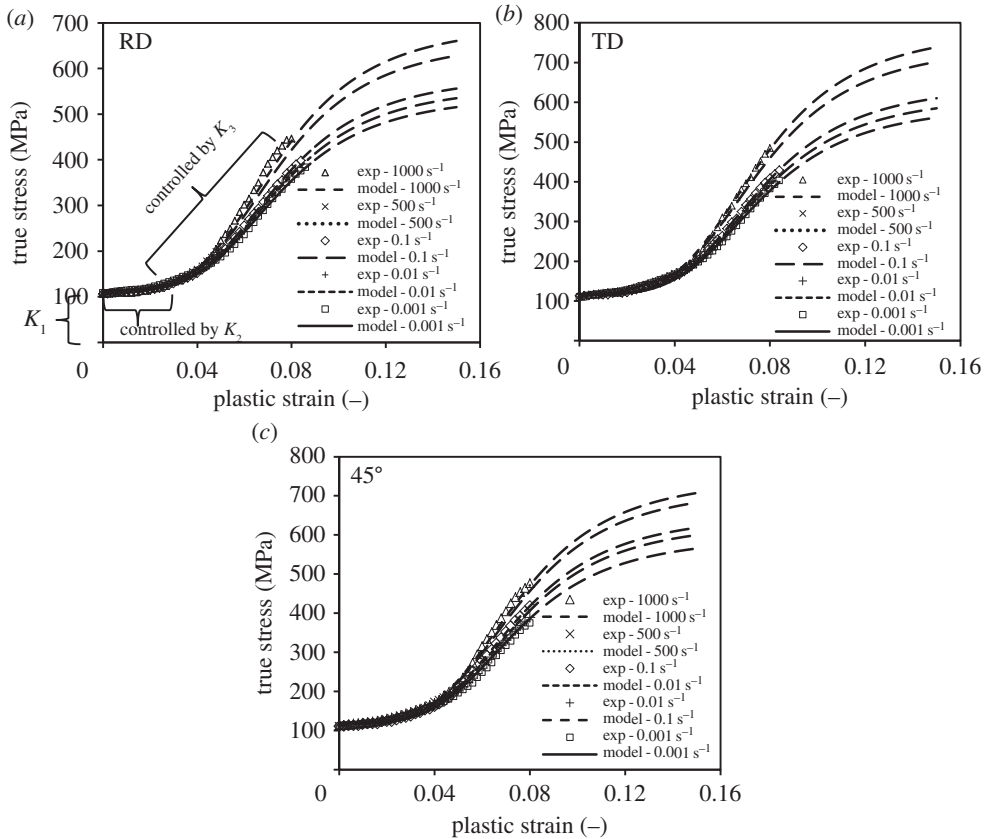 (a)
RD
700
600
500
400
300
200
100
0
0.04
0.08
0.12
0.16
true stress (MPa)
plastic strain (–)
controlled by K3
controlled by K2
K1
exp - 1000 s–1
model - 1000 s–1
exp - 500 s–1
model - 500 s–1
exp - 0.1 s–1
model - 0.1 s–1
exp - 0.01 s–1
model - 0.01 s–1
exp - 0.001 s–1
model - 0.001 s–1
(b)
TD
800
700
600
500
400
300
200
100
0
0.04
0.08
0.12
0.16
true stress (MPa)
plastic strain (–)
exp - 1000 s–1
model - 1000 s–1
exp - 500 s–1
model - 500 s–1
exp - 0.1 s–1
model - 0.1 s–1
exp - 0.01 s–1
model - 0.01 s–1
exp - 0.001 s–1
model - 0.001 s–1
(c)
45°
800
700
600
500
400
300
200
100
0
0.04
0.08
0.12
0.16
true stress (MPa)
plastic strain (–)
exp - 1000 s–1
model - 1000 s–1
exp - 500 s–1
model - 500 s–1
exp - 0.1 s–1
model - 0.01 s–1
exp - 0.01 s–1
model - 0.1 s–1
exp - 0.001 s–1
model - 0.001 s–1